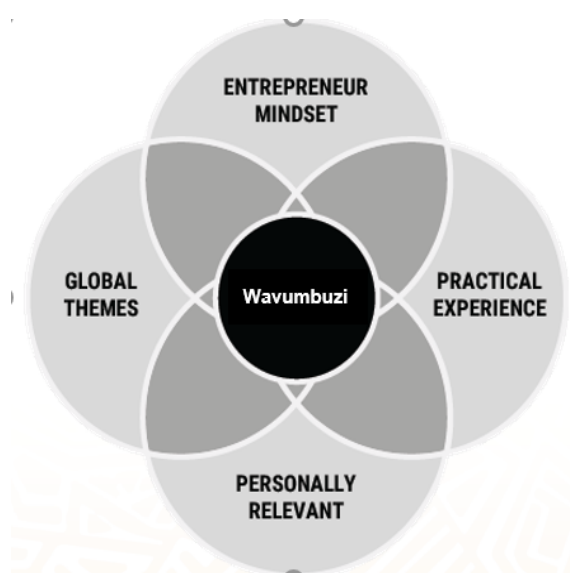 ENTREPRENEUR
MINDSET
GLOBAL
THEMES
Wavumbuzi
PRACTICAL
EXPERIENCE
PERSONALLY
RELEVANT